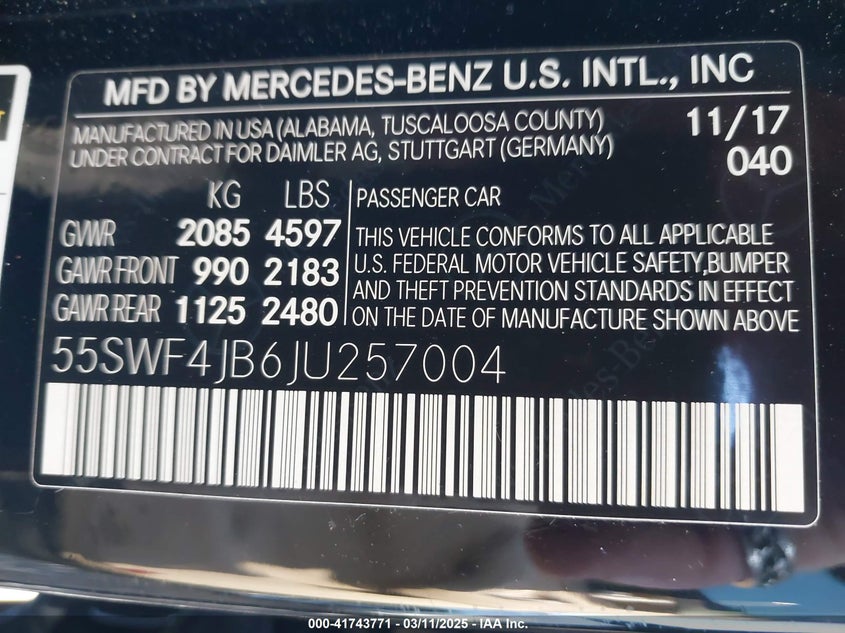 MFD BY MERCEDES-BENZ U.S. INTL., INC
MANUFACTURED IN USA (ALABAMA, TUSCALOOSA COUNTY) 11/17
UNDER CONTRACT FOR DAIMLER AG, STUTTGART (GERMANY) 040
KG LBS PASSENGER CAR
GVWR 2085 4597
GAWR FRONT 990 2183
GAWR REAR 1125 2480
THIS VEHICLE CONFORMS TO ALL APPLICABLE
U.S. FEDERAL MOTOR VEHICLE SAFETY,BUMPER
AND THEFT PREVENTION STANDARDS IN EFFECT
ON THE DATE OF MANUFACTURE SHOWN ABOVE
55SWF4JB6JU257004
000-41743771 - 03/11/2025 - IAA Inc.